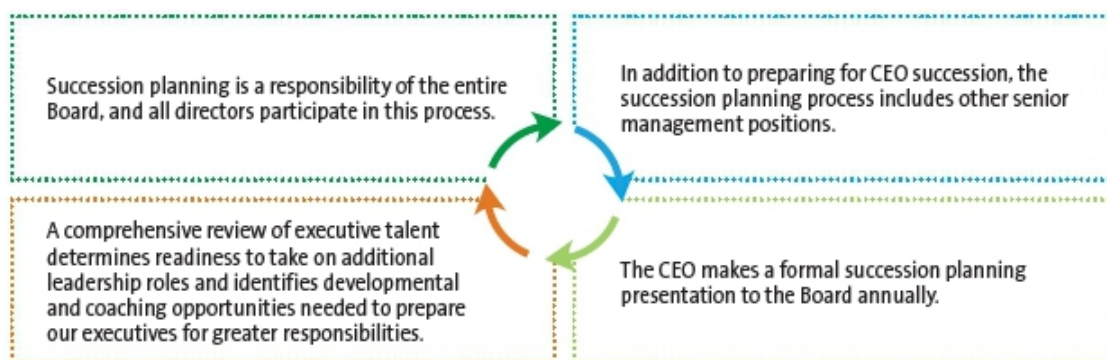 Succession planning is a responsibility of the entire
Board, and all directors participate in this process.
In addition to preparing for CEO succession, the
succession planning process includes other senior
management positions.
A comprehensive review of executive talent
determines readiness to take on additional
leadership roles and identifies developmental
and coaching opportunities needed to prepare
our executives for greater responsibilities.
The CEO makes a formal succession planning
presentation to the Board annually.